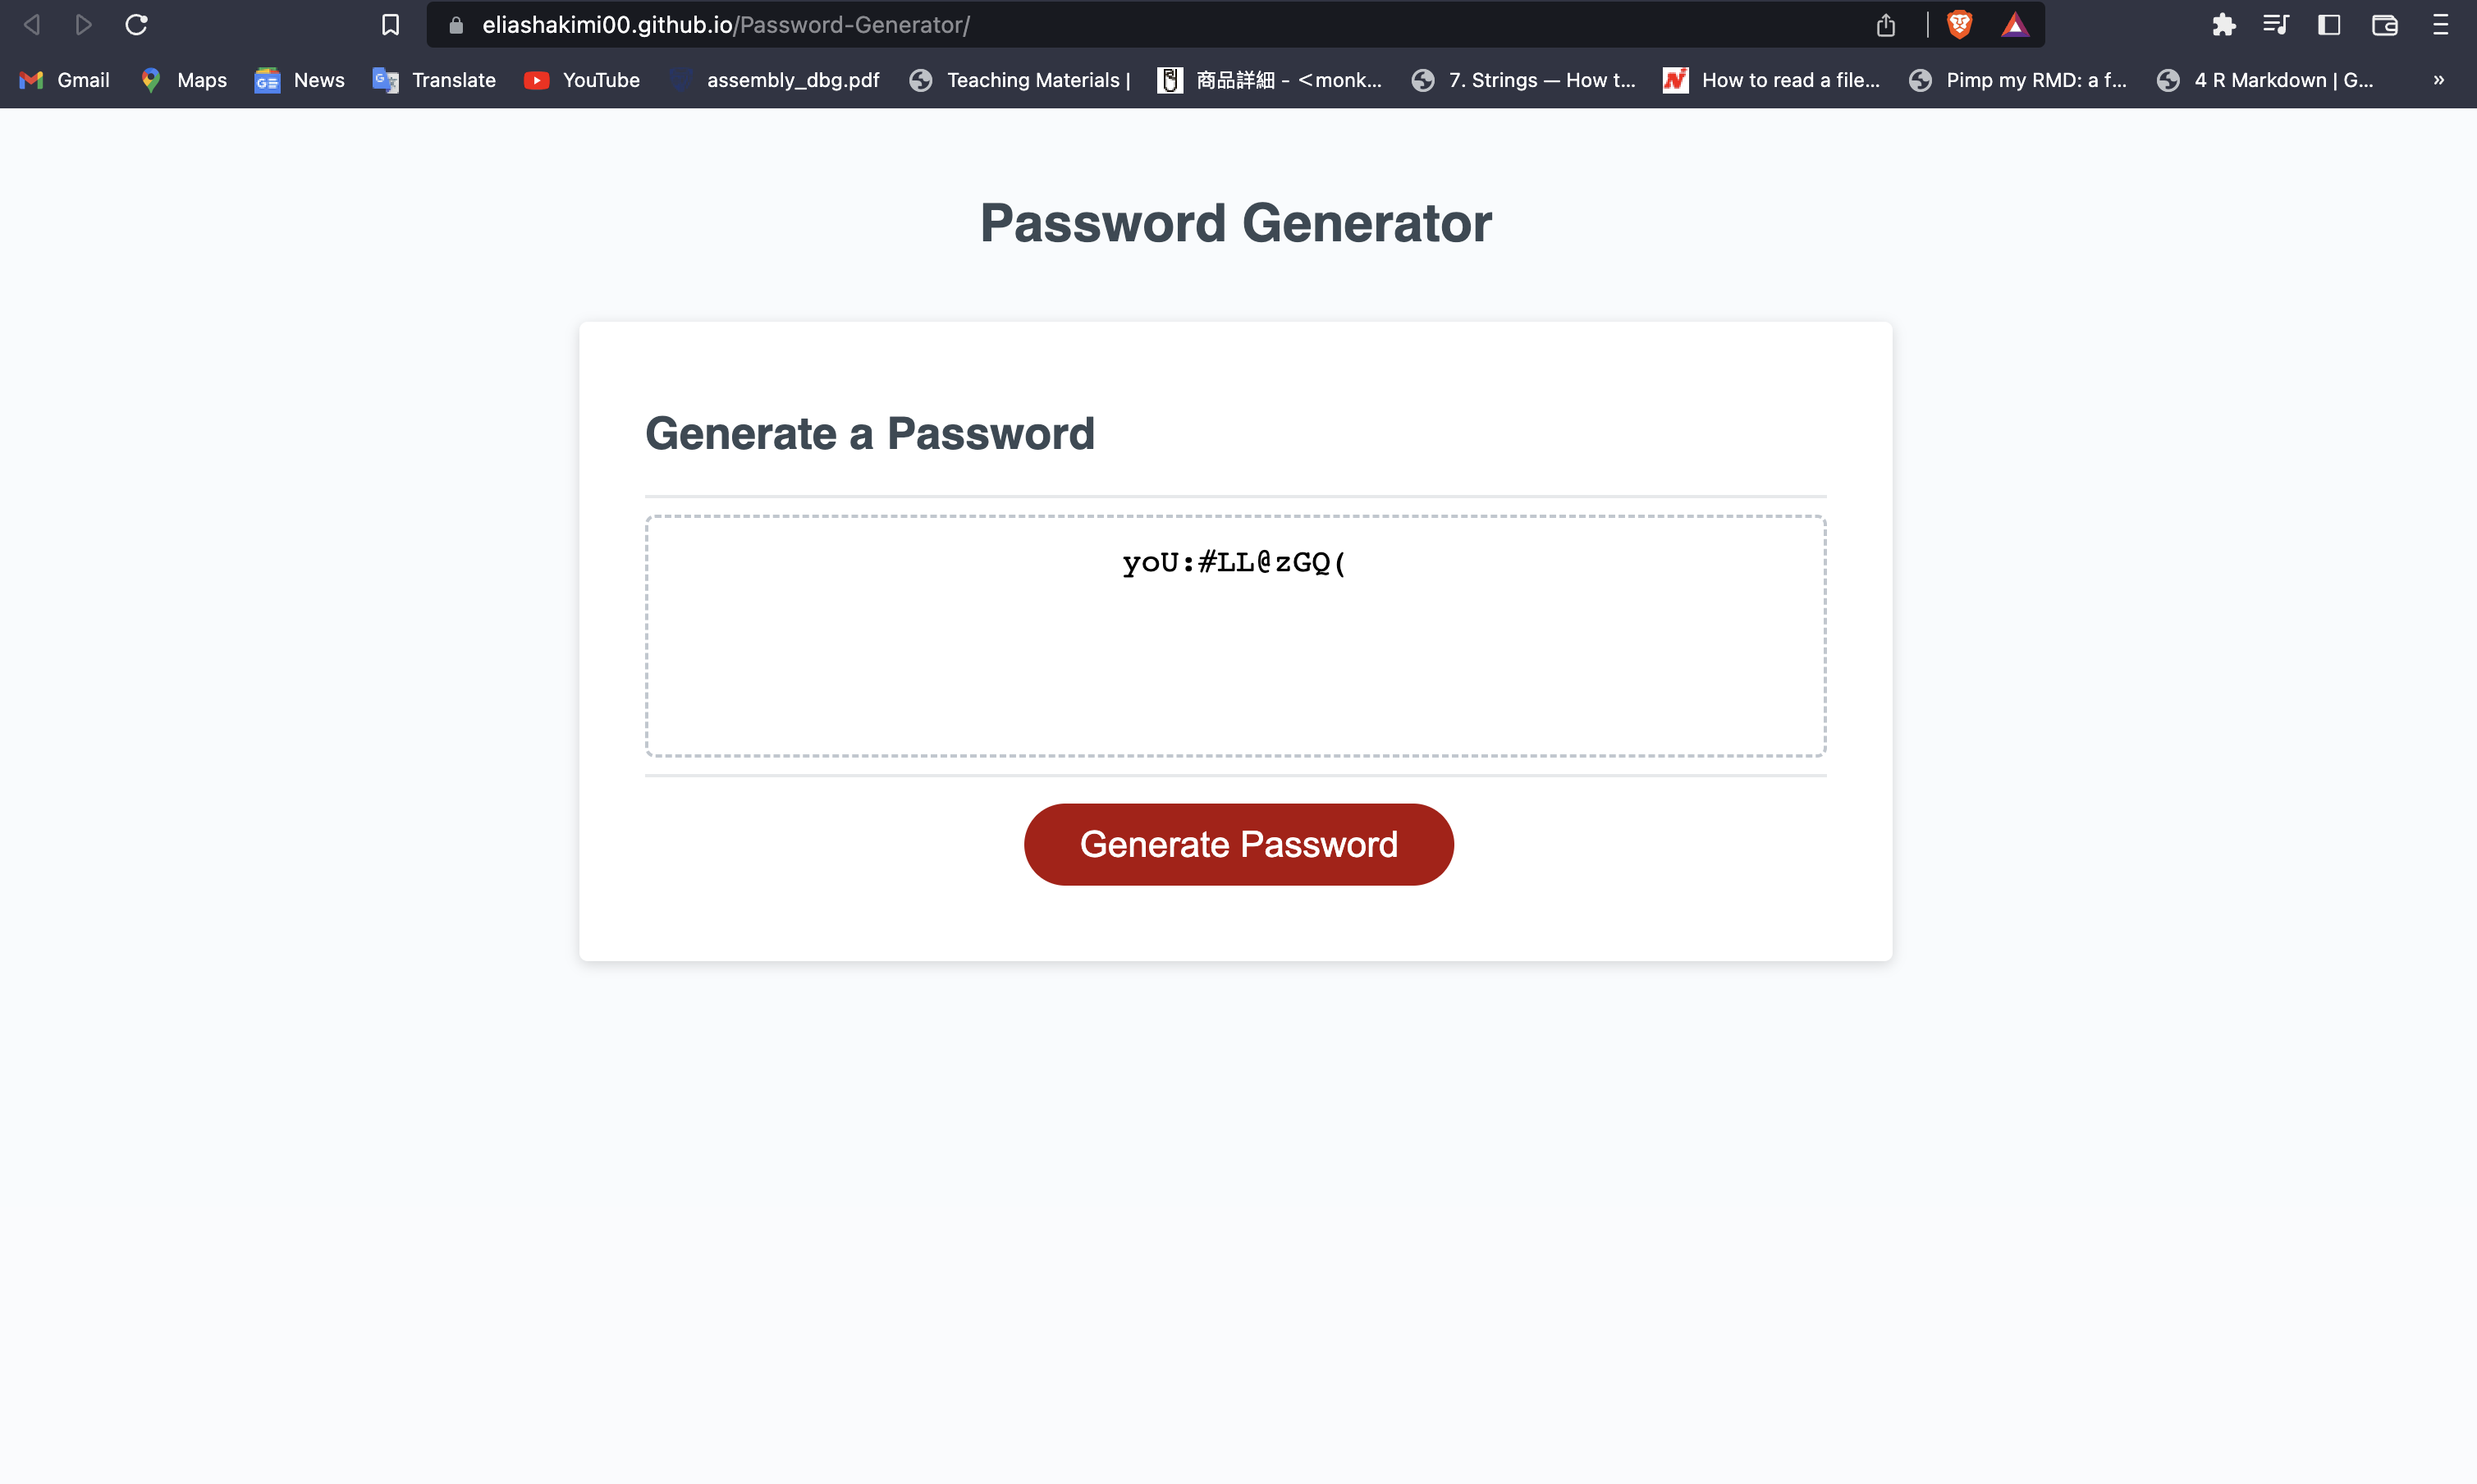 eliashakimi00.github.io/Password-Generator/
Gmail Maps News Translate YouTube assembly_dbg.pdf Teaching Materials | 商品詳細 - <monk... 7. Strings — How t... How to read a file... Pimp my RMD: a f... 4 R Markdown | G... »
Password Generator
Generate a Password
yoU:#LL@zGQ(
Generate Password